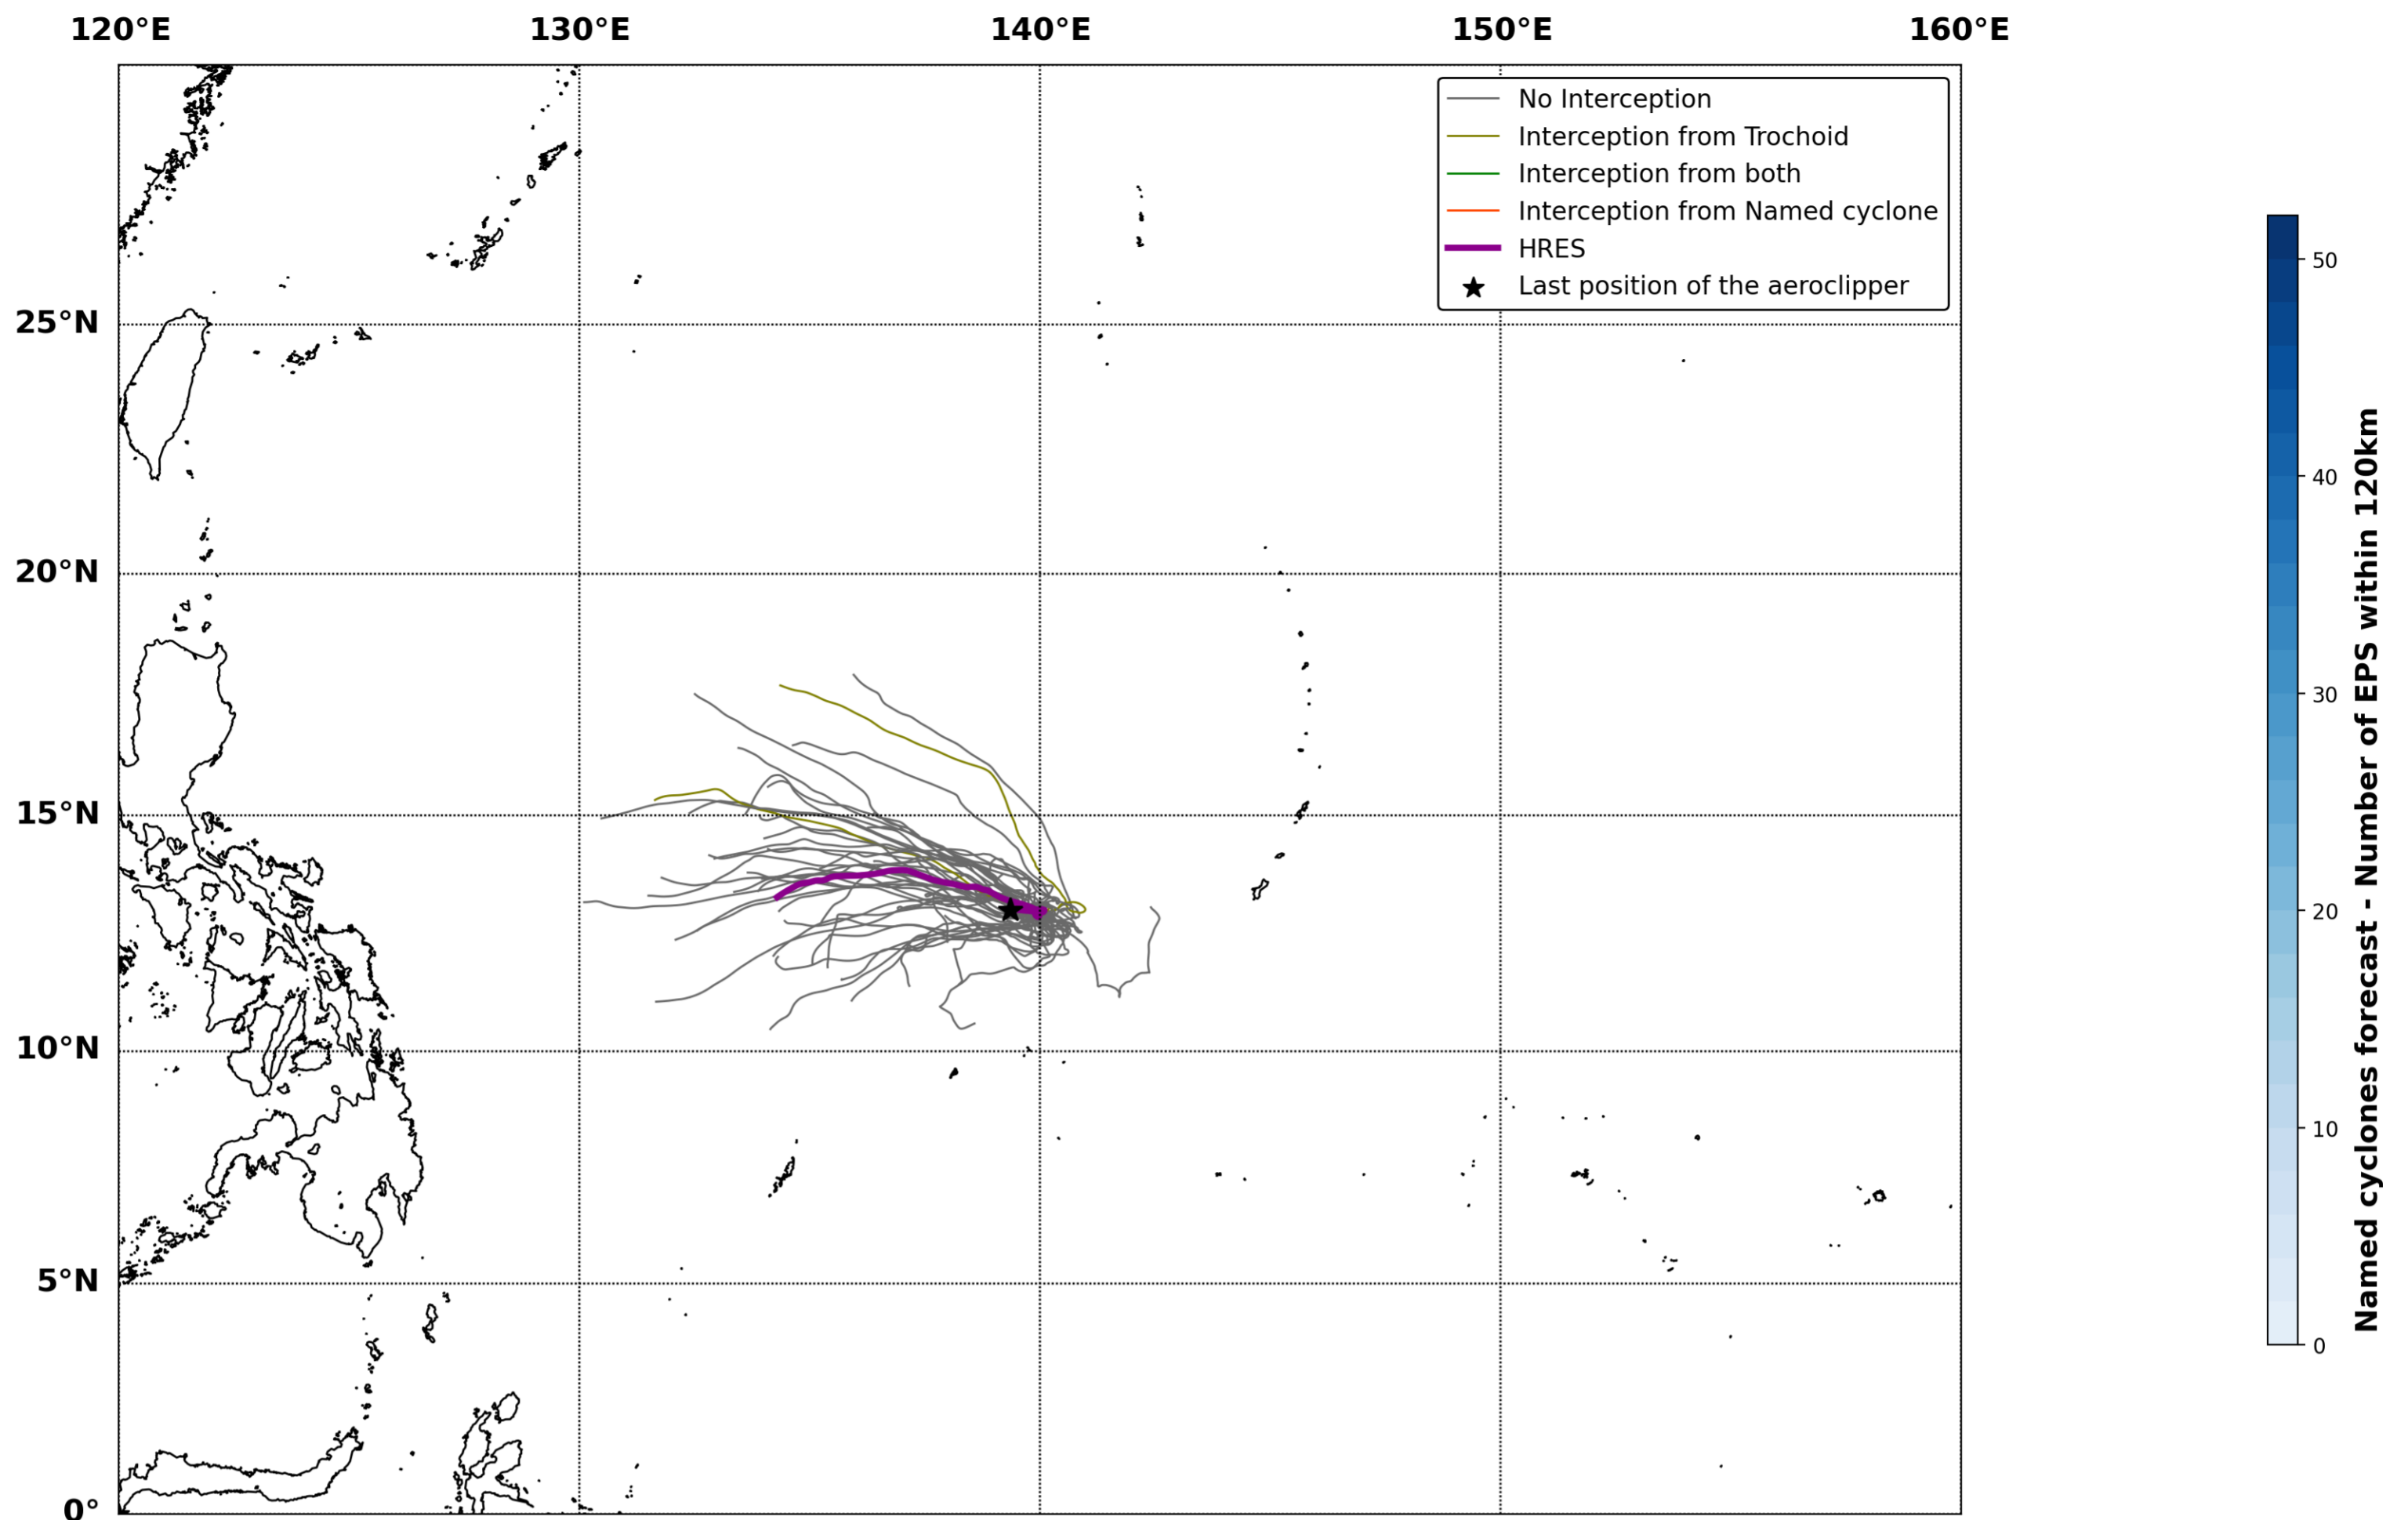 120°E 130°E 140°E 150°E 160°E
No Interception
Interception from Trochoid
Interception from both
Interception from Named cyclone
HRES
Last position of the aeroclipper
25°N
20°N
15°N
10°N
5°N
0°
50
40
30
20
10
0
Named cyclones forecast - Number of EPS within 120km